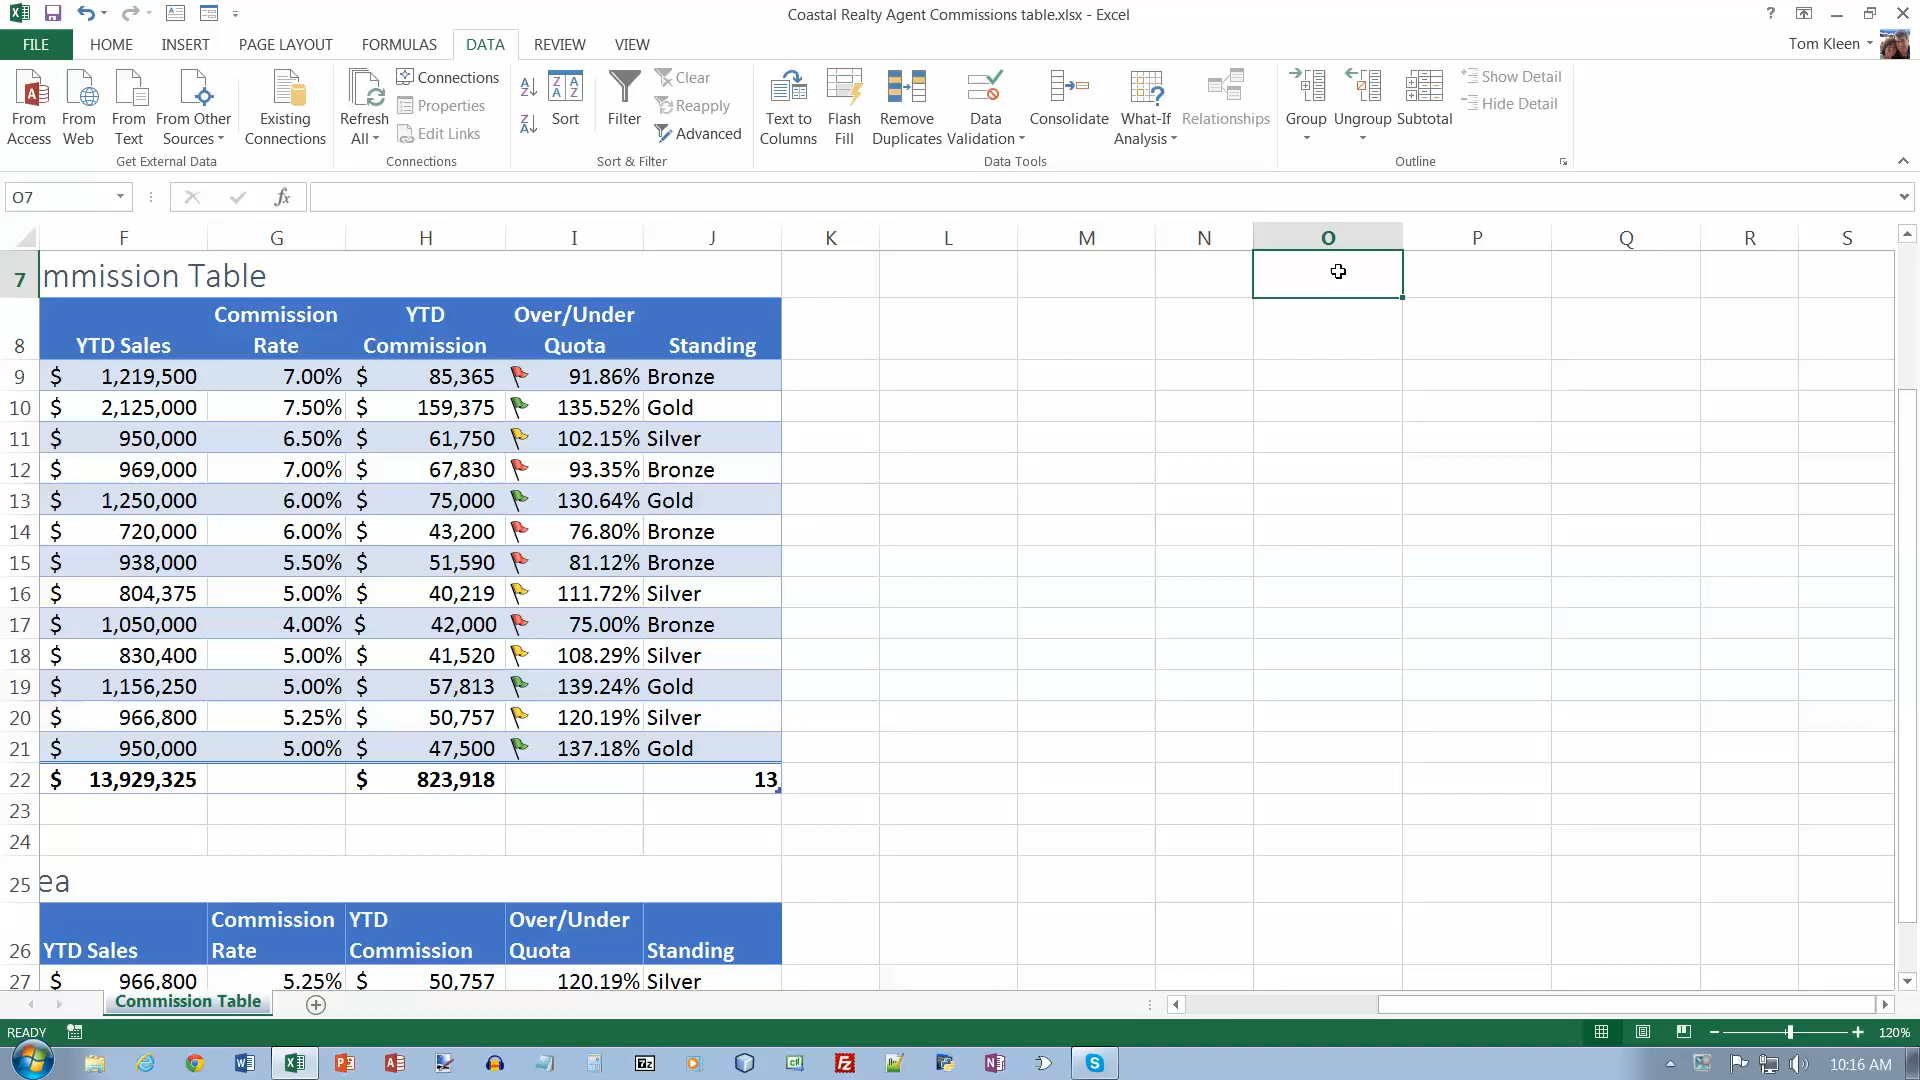 Coastal Realty Agent Commissions table.xlsx - Excel
?
FILE HOME INSERT PAGE LAYOUT FORMULAS DATA REVIEW VIEW Tom Kleen
From Access
From Web
From Text
From Other Sources
Existing Connections
Get External Data
Refresh All
Connections
Properties
Edit Links
Connections
Sort
Filter
Clear
Reapply
Advanced
Sort & Filter
Text to Columns
Flash Fill
Remove Duplicates
Data Validation
Consolidate
What-If Analysis
Relationships
Data Tools
Group
Ungroup
Subtotal
Show Detail
Hide Detail
Outline
O7 fx
F G H I J K L M N O P Q R S
7 mmission Table
8 YTD Sales Commission Rate YTD Commission Over/Under Quota Standing
9 $ 1,219,500 7.00% $ 85,365 91.86% Bronze
10 $ 2,125,000 7.50% $ 159,375 135.52% Gold
11 $ 950,000 6.50% $ 61,750 102.15% Silver
12 $ 969,000 7.00% $ 67,830 93.35% Bronze
13 $ 1,250,000 6.00% $ 75,000 130.64% Gold
14 $ 720,000 6.00% $ 43,200 76.80% Bronze
15 $ 938,000 5.50% $ 51,590 81.12% Bronze
16 $ 804,375 5.00% $ 40,219 111.72% Silver
17 $ 1,050,000 4.00% $ 42,000 75.00% Bronze
18 $ 830,400 5.00% $ 41,520 108.29% Silver
19 $ 1,156,250 5.00% $ 57,813 139.24% Gold
20 $ 966,800 5.25% $ 50,757 120.19% Silver
21 $ 950,000 5.00% $ 47,500 137.18% Gold
22 $ 13,929,325 $ 823,918 13
23
24
25 ea
26 YTD Sales Commission Rate YTD Commission Over/Under Quota Standing
27 $ 966,800 5.25% $ 50,757 120.19% Silver
Commission Table
READY 120%
10:16 AM